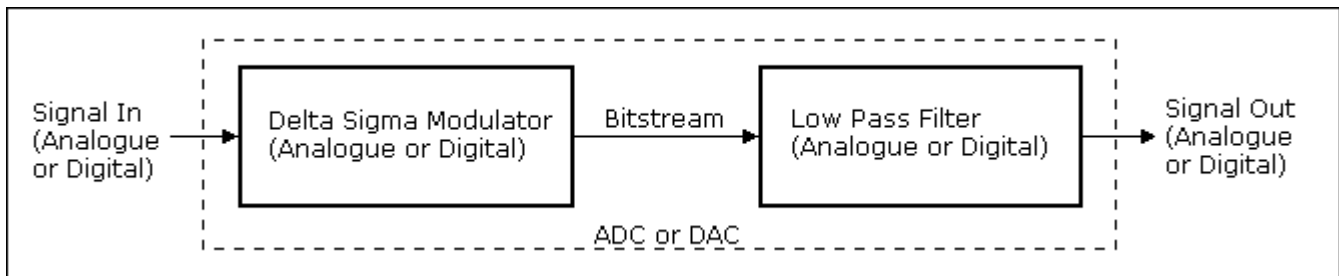 Signal In
(Analogue
or Digital)
Delta Sigma Modulator
(Analogue or Digital)
Bitstream
Low Pass Filter
(Analogue or Digital)
Signal Out
(Analogue
or Digital)
ADC or DAC